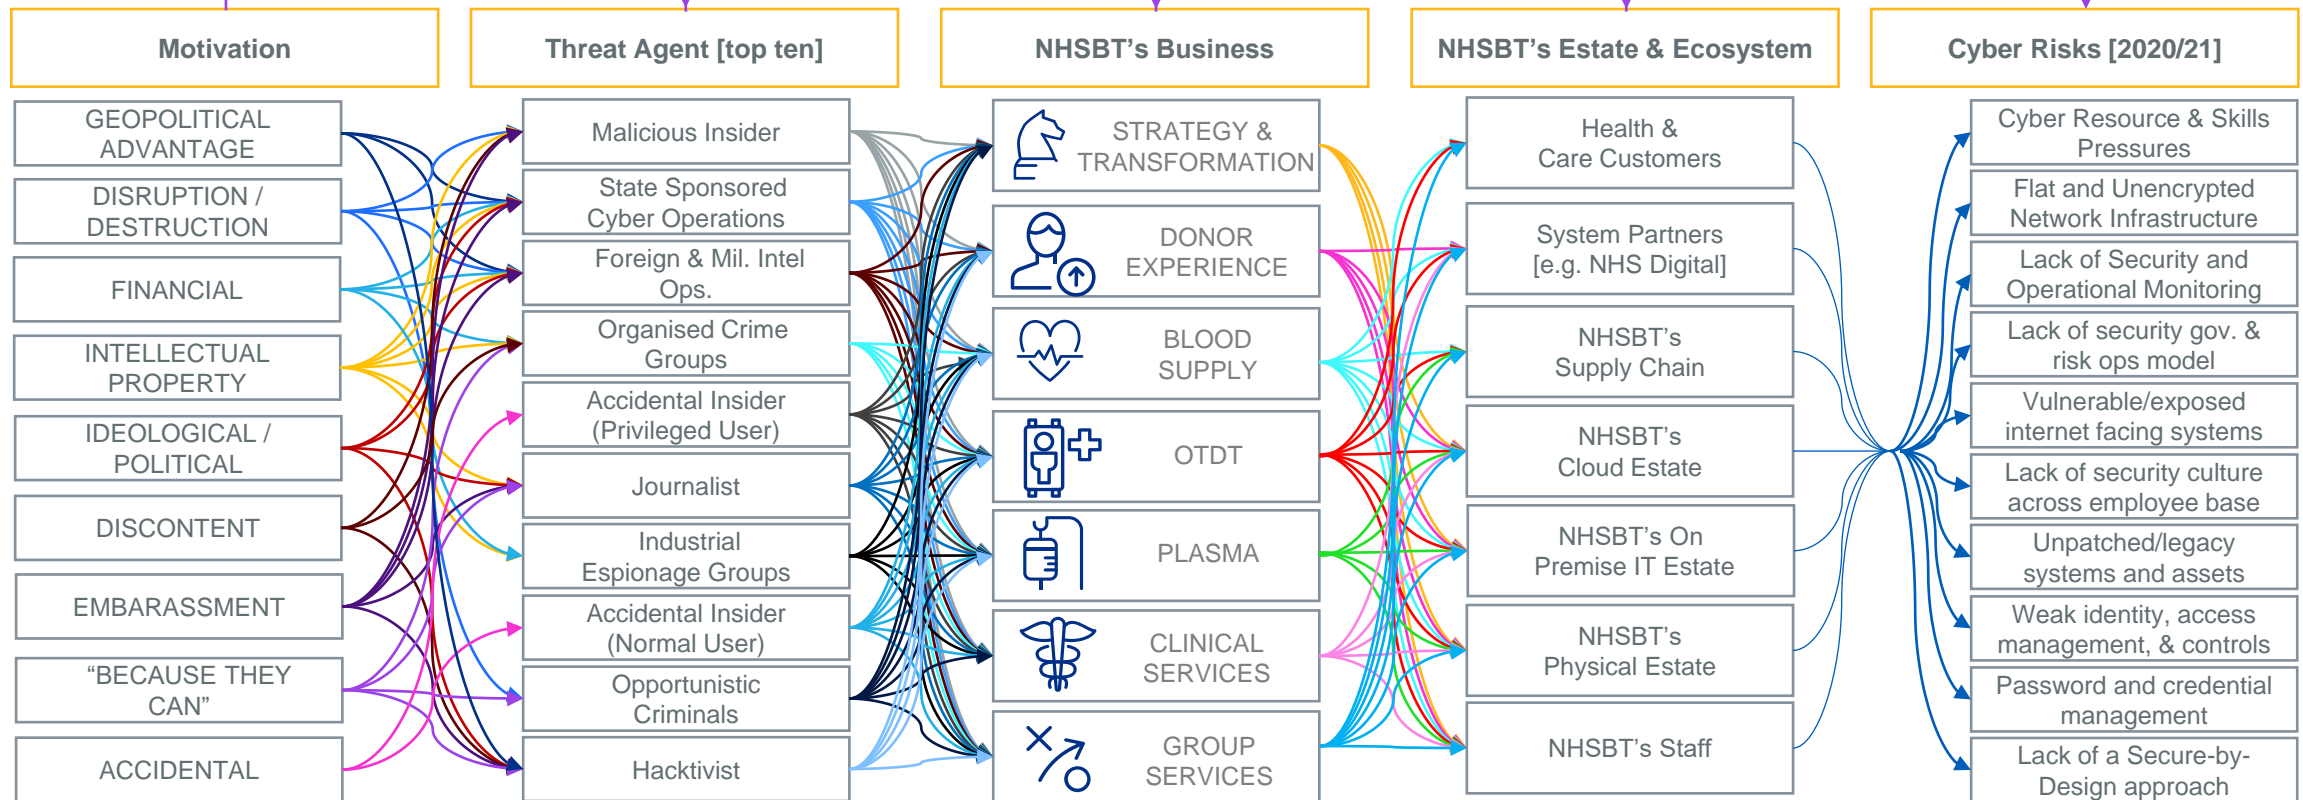 Motivation
Threat Agent [top ten]
NHSBT's Business
NHSBT's Estate & Ecosystem
Cyber Risks [2020/21]
GEOPOLITICAL
ADVANTAGE
DISRUPTION /
DESTRUCTION
FINANCIAL
INTELLECTUAL
PROPERTY
IDEOLOGICAL /
POLITICAL
DISCONTENT
EMBARASSMENT
“BECAUSE THEY
CAN”
ACCIDENTAL
Malicious Insider
State Sponsored
Cyber Operations
Foreign & Mil. Intel
Ops.
Organised Crime
Groups
Accidental Insider
(Privileged User)
Journalist
Industrial
Espionage Groups
Accidental Insider
(Normal User)
Opportunistic
Criminals
Hacktivist
STRATEGY &
TRANSFORMATION
DONOR
EXPERIENCE
BLOOD
SUPPLY
OTDT
PLASMA
CLINICAL
SERVICES
GROUP
SERVICES
Health &
Care Customers
System Partners
[e.g. NHS Digital]
NHSBT's
Supply Chain
NHSBT's
Cloud Estate
NHSBT's On
Premise IT Estate
NHSBT's
Physical Estate
NHSBT's Staff
Cyber Resource & Skills
Pressures
Flat and Unencrypted
Network Infrastructure
Lack of Security and
Operational Monitoring
Lack of security gov. &
risk ops model
Vulnerable/exposed
internet facing systems
Lack of security culture
across employee base
Unpatched/legacy
systems and assets
Weak identity, access
management, & controls
Password and credential
management
Lack of a Secure-by-
Design approach